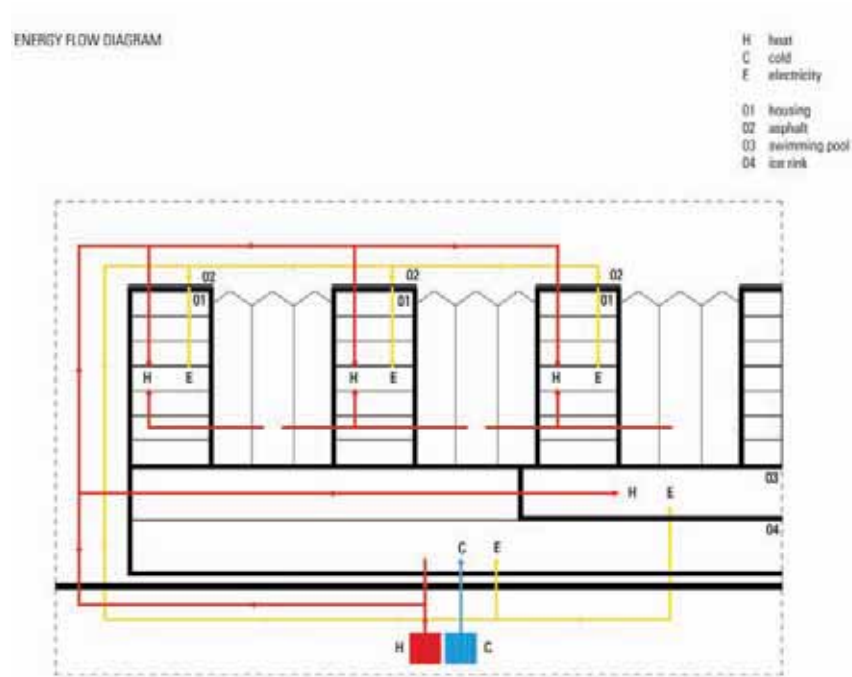 ENERGY FLOW DIAGRAM
H heat
C cold
E electricity
01 housing
02 asphalt
03 swimming pool
04 ice rink
02 02 02
01 01 01
H E H E H E
03
H E
04
C E
H C